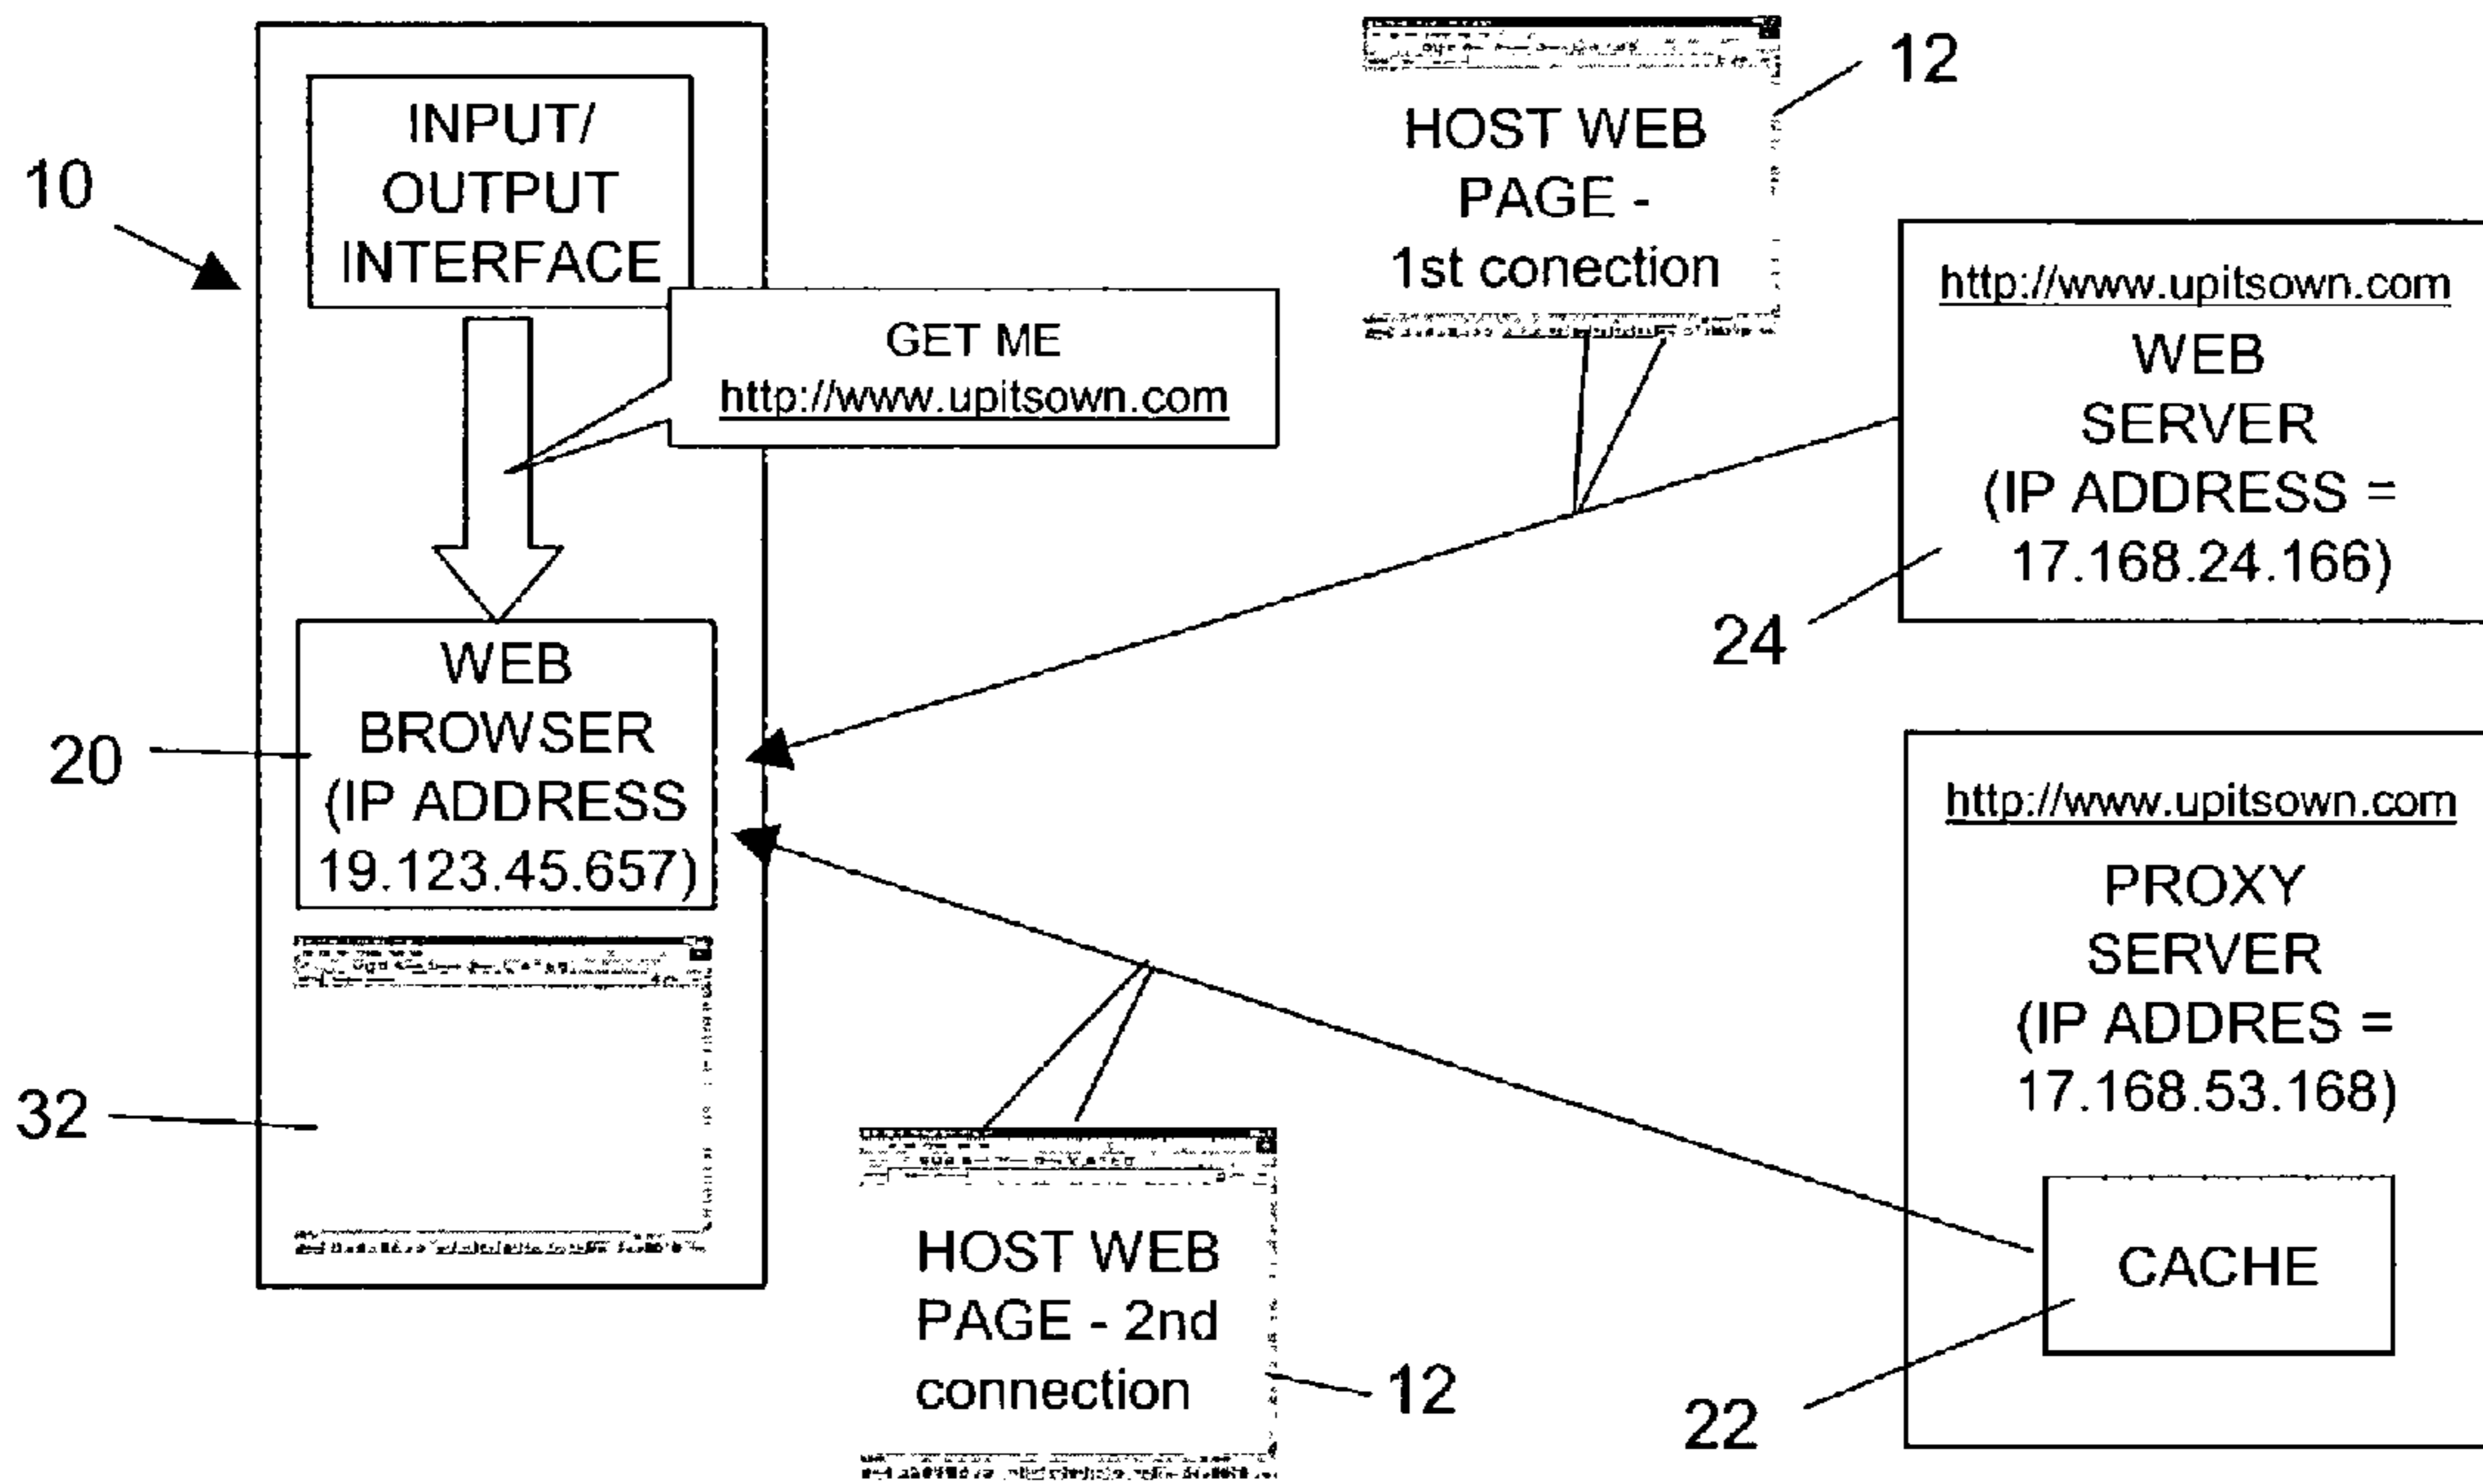 10
INPUT/
OUTPUT
INTERFACE
GET ME
http://www.upitsown.com
WEB
BROWSER
(IP ADDRESS
19.123.45.657)
20
32
HOST WEB
PAGE -
1st conection
12
http://www.upitsown.com
WEB
SERVER
(IP ADDRESS =
17.168.24.166)
24
http://www.upitsown.com
PROXY
SERVER
(IP ADDRES =
17.168.53.168)
CACHE
22
HOST WEB
PAGE - 2nd
connection
12